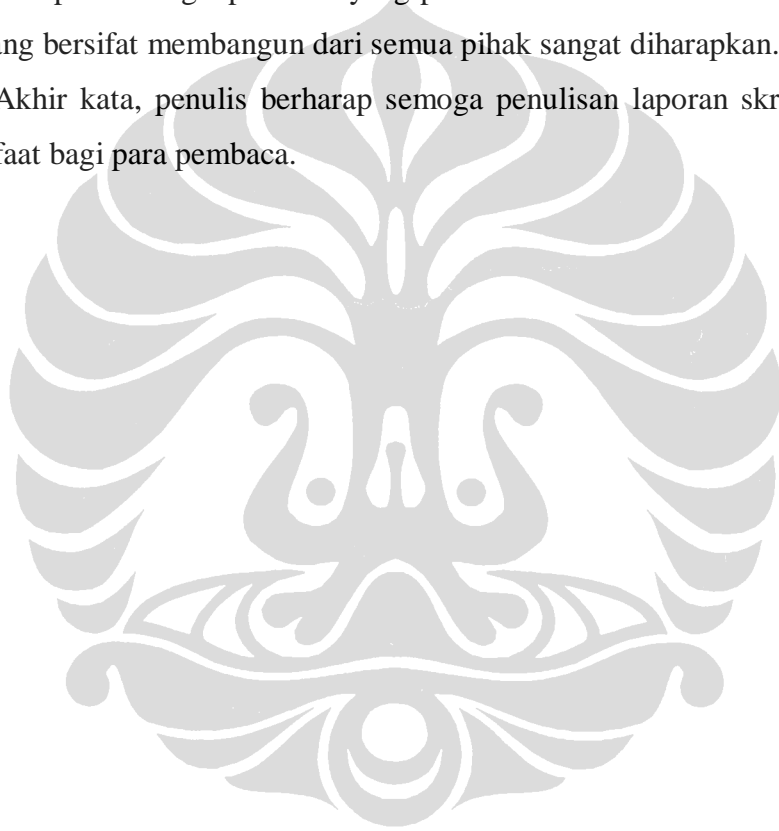 ang bersifat membangun dari semua pihak sangat diharapkan.
Akhir kata, penulis berharap semoga penulisan laporan skr
faat bagi para pembaca.